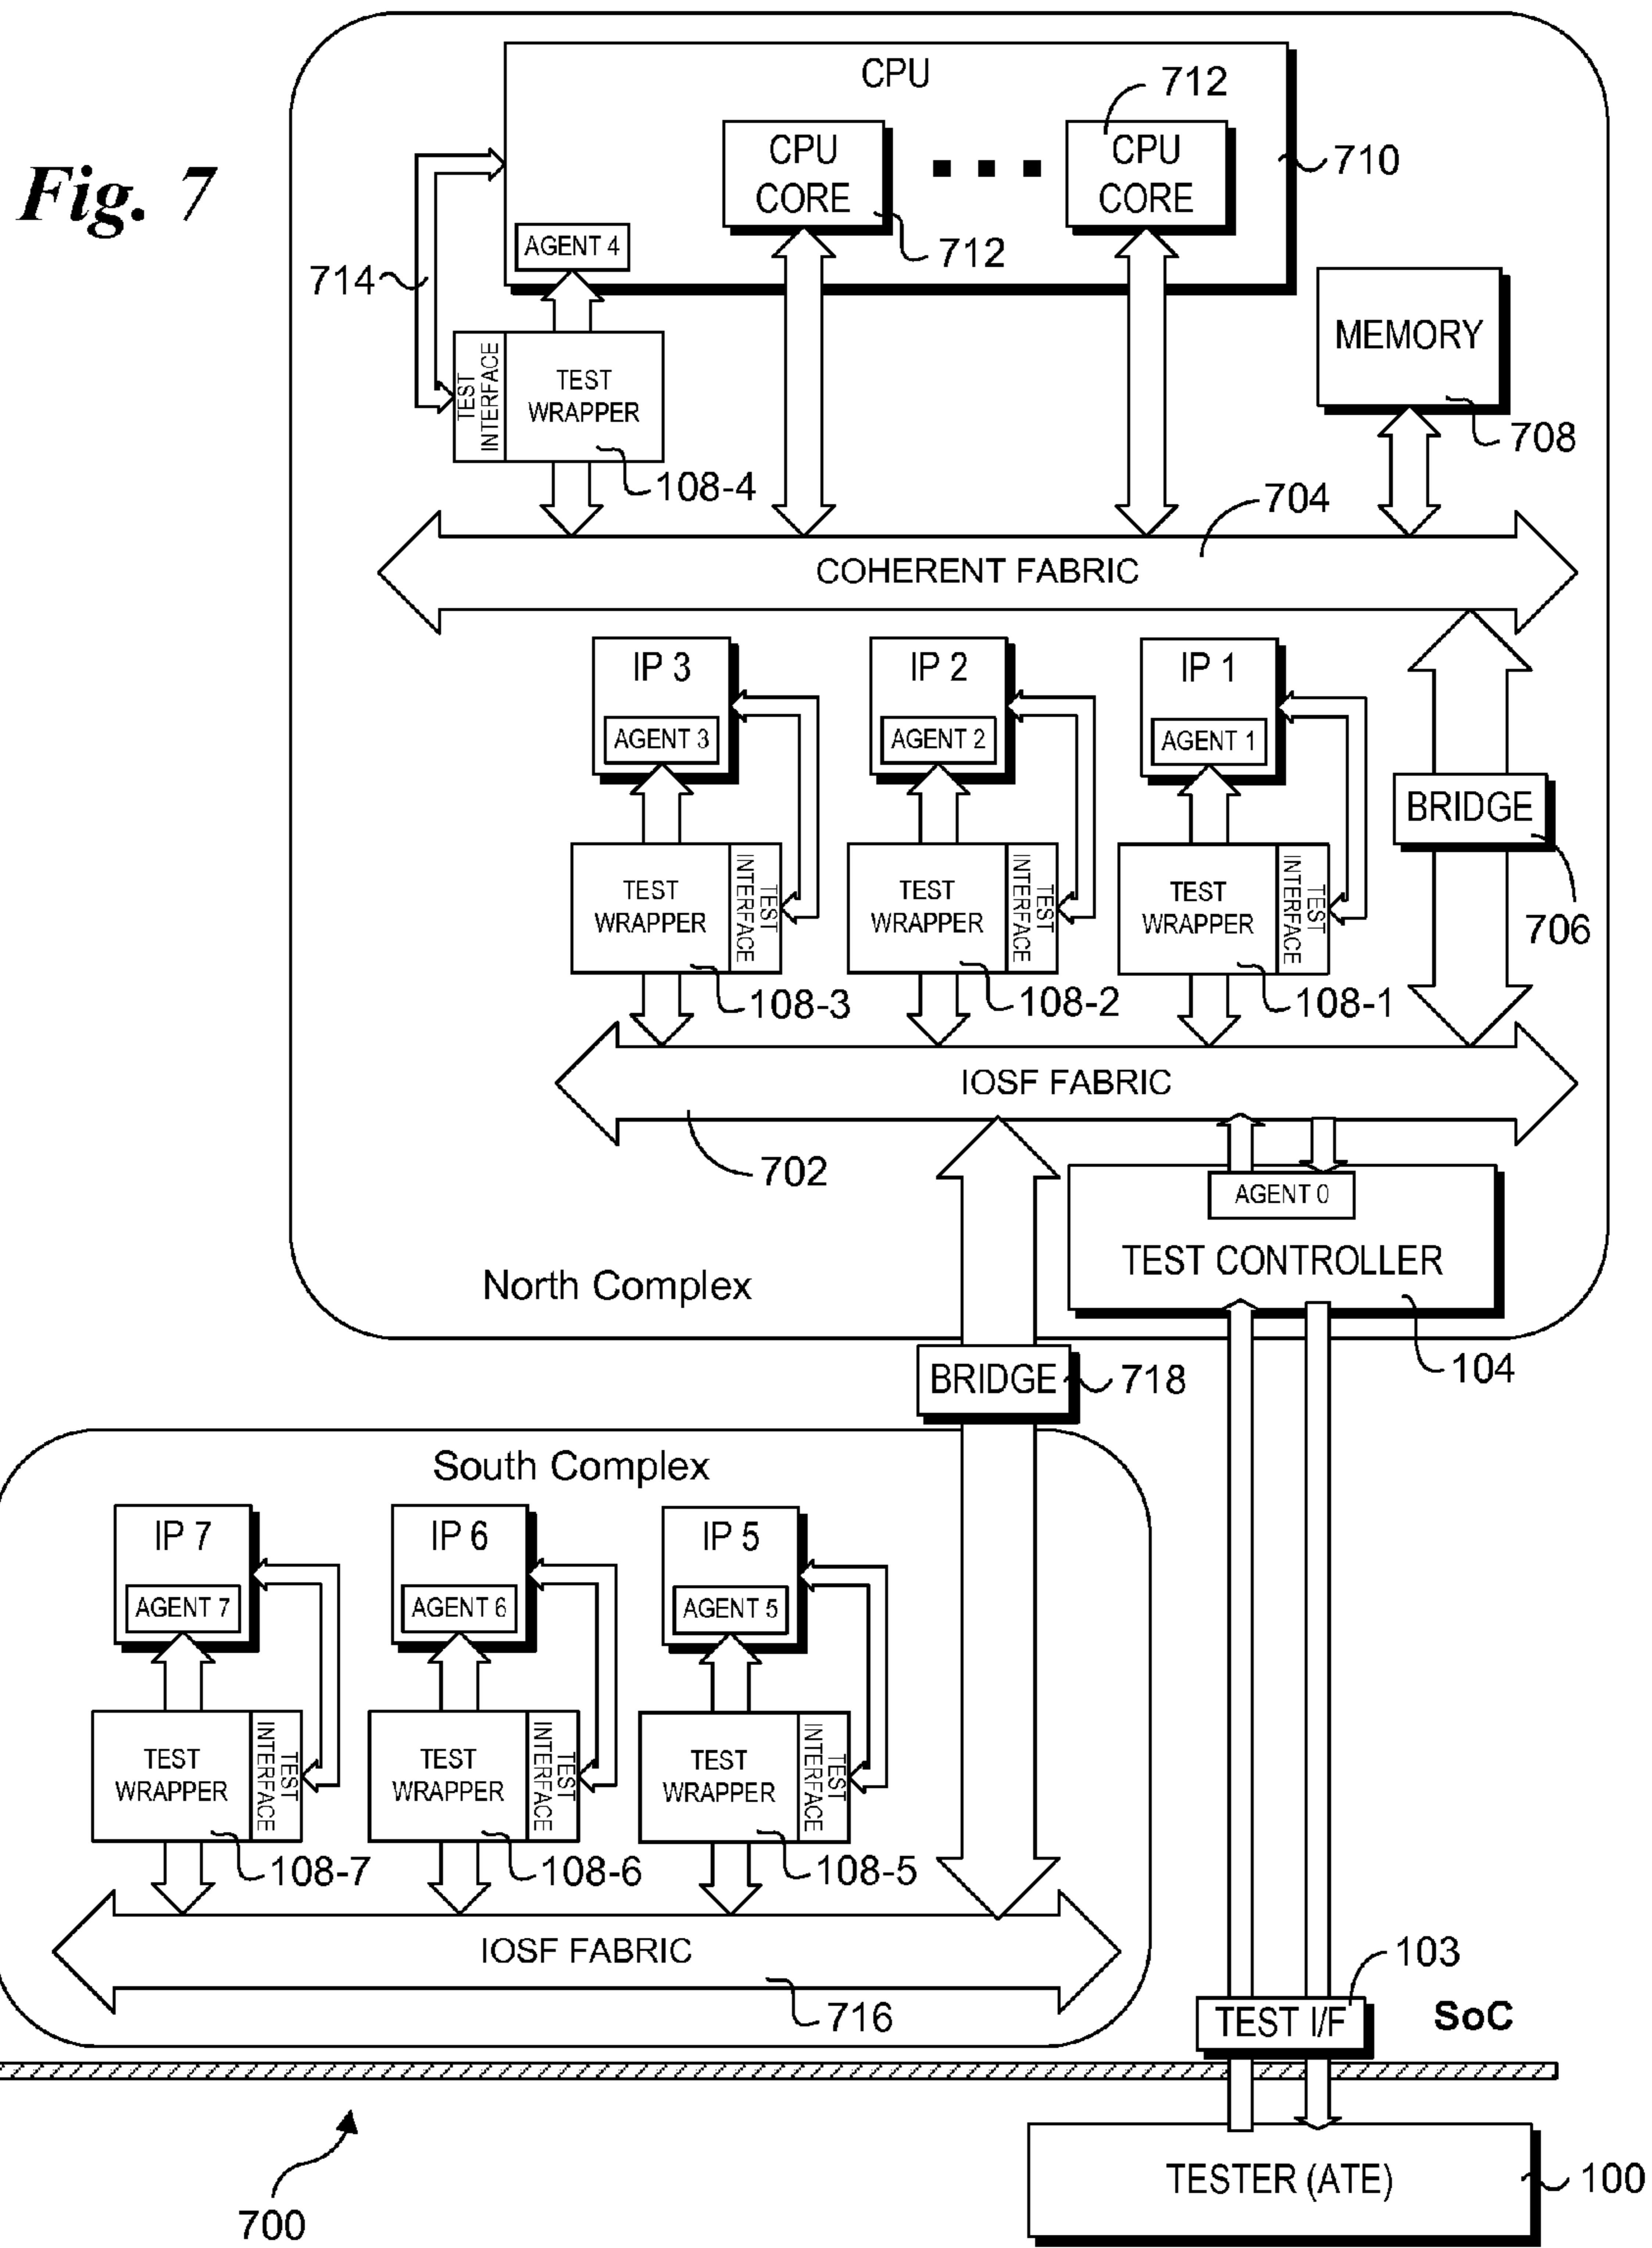 Fig. 7
CPU
712
CPU
CORE
CPU
CORE
710
712
AGENT 4
714
TEST
INTERFACE
TEST
WRAPPER
108-4
MEMORY
708
704
COHERENT FABRIC
IP 3
AGENT 3
IP 2
AGENT 2
IP 1
AGENT 1
BRIDGE
706
TEST
WRAPPER
TEST
INTERFACE
108-3
TEST
WRAPPER
TEST
INTERFACE
108-2
TEST
WRAPPER
TEST
INTERFACE
108-1
IOSF FABRIC
702
AGENT 0
TEST CONTROLLER
104
North Complex
BRIDGE
718
South Complex
IP 7
AGENT 7
IP 6
AGENT 6
IP 5
AGENT 5
TEST
WRAPPER
TEST
INTERFACE
108-7
TEST
WRAPPER
TEST
INTERFACE
108-6
TEST
WRAPPER
TEST
INTERFACE
108-5
IOSF FABRIC
716
103
TEST I/F
SoC
700
TESTER (ATE)
100